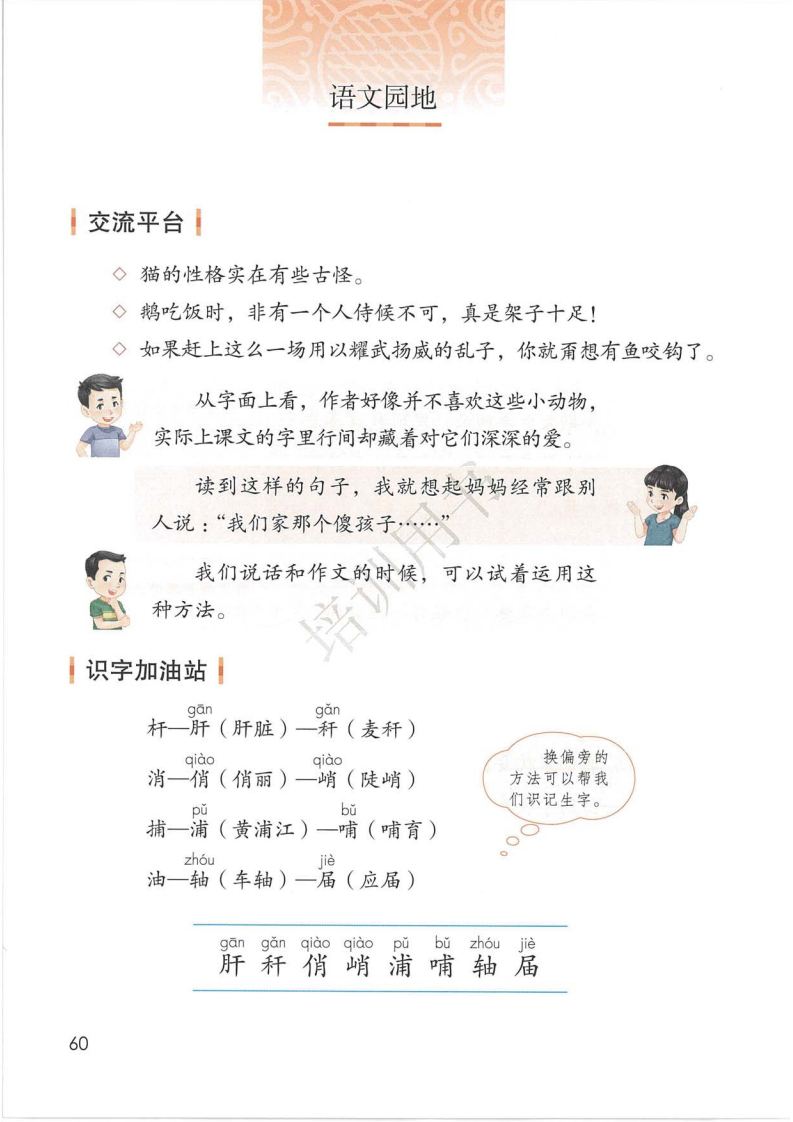 语文园地
交流平台
◇ 猫的性格实在有些古怪。
◇ 鹅吃饭时，非有一个人侍候不可，真是架子十足！
◇ 如果赶上这么一场用以耀武扬威的乱子，你就甭想有鱼咬钩了。
从字面上看，作者好像并不喜欢这些小动物，
实际上课文的字里行间却藏着对它们深深的爱。
读到这样的句子，我就想起妈妈经常跟别
人说：“我们家那个傻孩子……”
我们说话和作文的时候，可以试着运用这
种方法。
培训用书
识字加油站
gān gǎn
杆—肝（肝脏）—秆（麦秆）
qiào qiào
消—俏（俏丽）—峭（陡峭）
pǔ bǔ
捕—浦（黄浦江）—哺（哺育）
zhóu jiè
油—轴（车轴）—届（应届）
换偏旁的
方法可以帮我
们识记生字。
gān gǎn qiào qiào pǔ bǔ zhóu jiè
肝 秆 俏 峭 浦 哺 轴 届
60